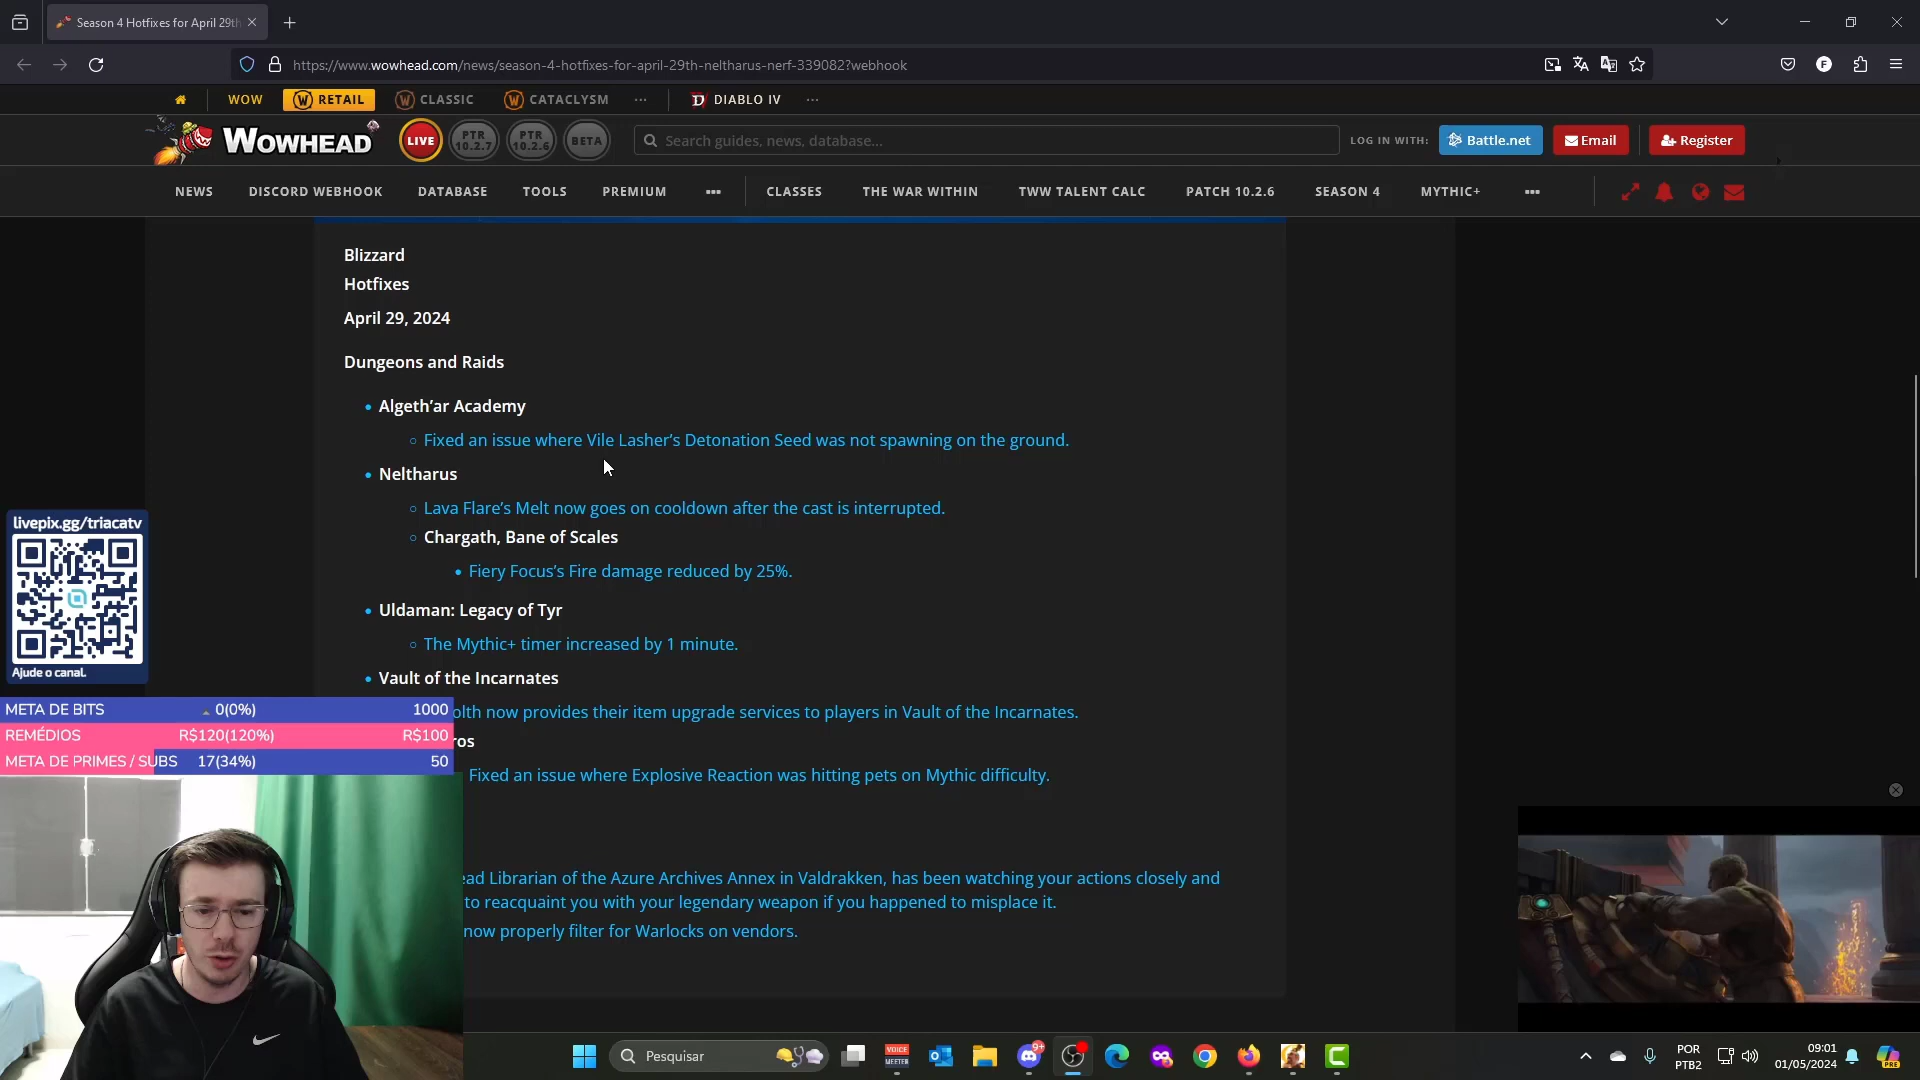 Season 4 Hotfixes for April 29th
https://www.wowhead.com/news/season-4-hotfixes-for-april-29th-neltharus-nerf-339082?webhook
WOW RETAIL CLASSIC CATACLYSM ... DIABLO IV ...
WOWHEAD LIVE PTR 10.2.7 PTR 10.2.6 BETA Search guides, news, database... LOG IN WITH: Battle.net Email Register
NEWS DISCORD WEBHOOK DATABASE TOOLS PREMIUM ... CLASSES THE WAR WITHIN TWW TALENT CALC PATCH 10.2.6 SEASON 4 MYTHIC+ ...
Blizzard
Hotfixes
April 29, 2024
Dungeons and Raids
Algeth’ar Academy
Fixed an issue where Vile Lasher’s Detonation Seed was not spawning on the ground.
Neltharus
Lava Flare’s Melt now goes on cooldown after the cast is interrupted.
Chargath, Bane of Scales
Fiery Focus’s Fire damage reduced by 25%.
Uldaman: Legacy of Tyr
The Mythic+ timer increased by 1 minute.
Vault of the Incarnates
olth now provides their item upgrade services to players in Vault of the Incarnates.
ros
Fixed an issue where Explosive Reaction was hitting pets on Mythic difficulty.
ead Librarian of the Azure Archives Annex in Valdrakken, has been watching your actions closely and
to reacquaint you with your legendary weapon if you happened to misplace it.
now properly filter for Warlocks on vendors.
livepix.gg/triacatv
Ajude o canal.
META DE BITS 0(0%) 1000
REMÉDIOS R$120(120%) R$100
META DE PRIMES / SUBS 17(34%) 50
Pesquisar
VOICE MEETER
9+
POR
PTB2
09:01
01/05/2024
PRE